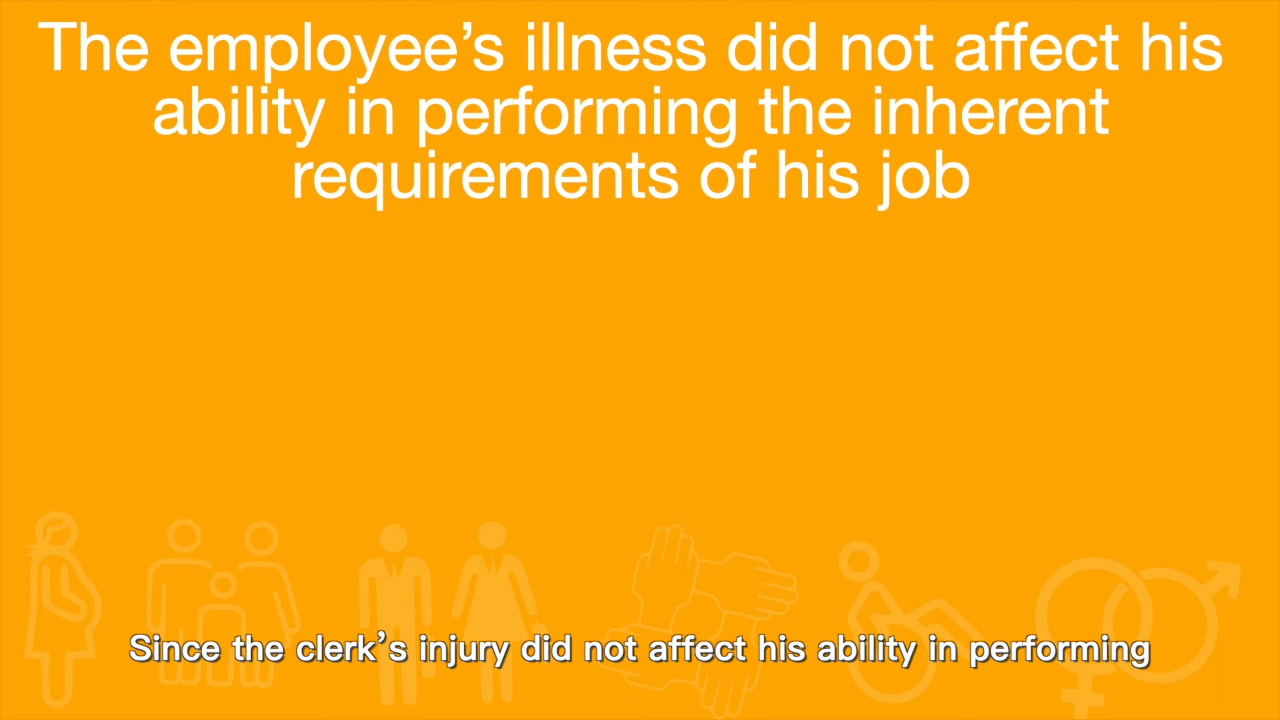 The employee’s illness did not affect his
ability in performing the inherent
requirements of his job
Since the clerk’s injury did not affect his ability in performing